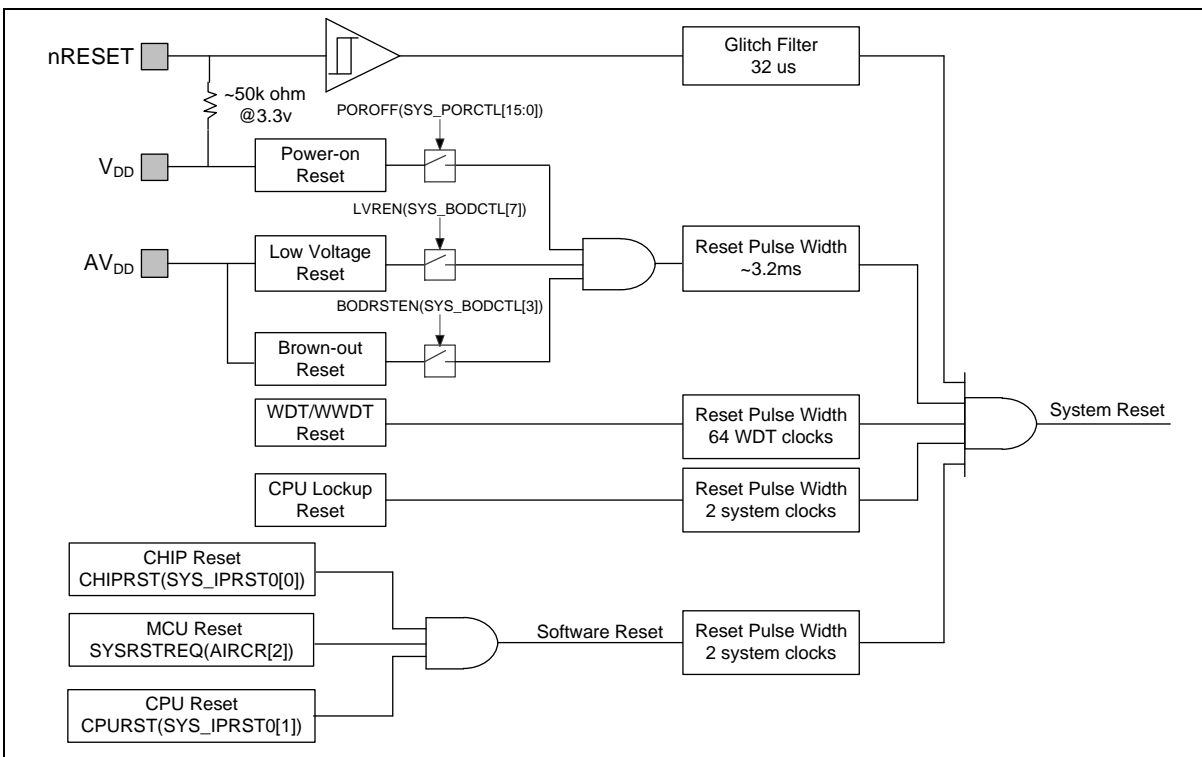 nRESET
Glitch Filter
32 us
~50k ohm
@3.3v
POROFF(SYS_PORCTL[15:0])
VDD
Power-on
Reset
LVREN(SYS_BODCTL[7])
AVDD
Low Voltage
Reset
Reset Pulse Width
~3.2ms
BODRSTEN(SYS_BODCTL[3])
Brown-out
Reset
WDT/WWDT
Reset
Reset Pulse Width
64 WDT clocks
System Reset
CPU Lockup
Reset
Reset Pulse Width
2 system clocks
CHIP Reset
CHIPRST(SYS_IPRST0[0])
MCU Reset
SYSRSTREQ(AIRCR[2])
Software Reset
Reset Pulse Width
2 system clocks
CPU Reset
CPURST(SYS_IPRST0[1])